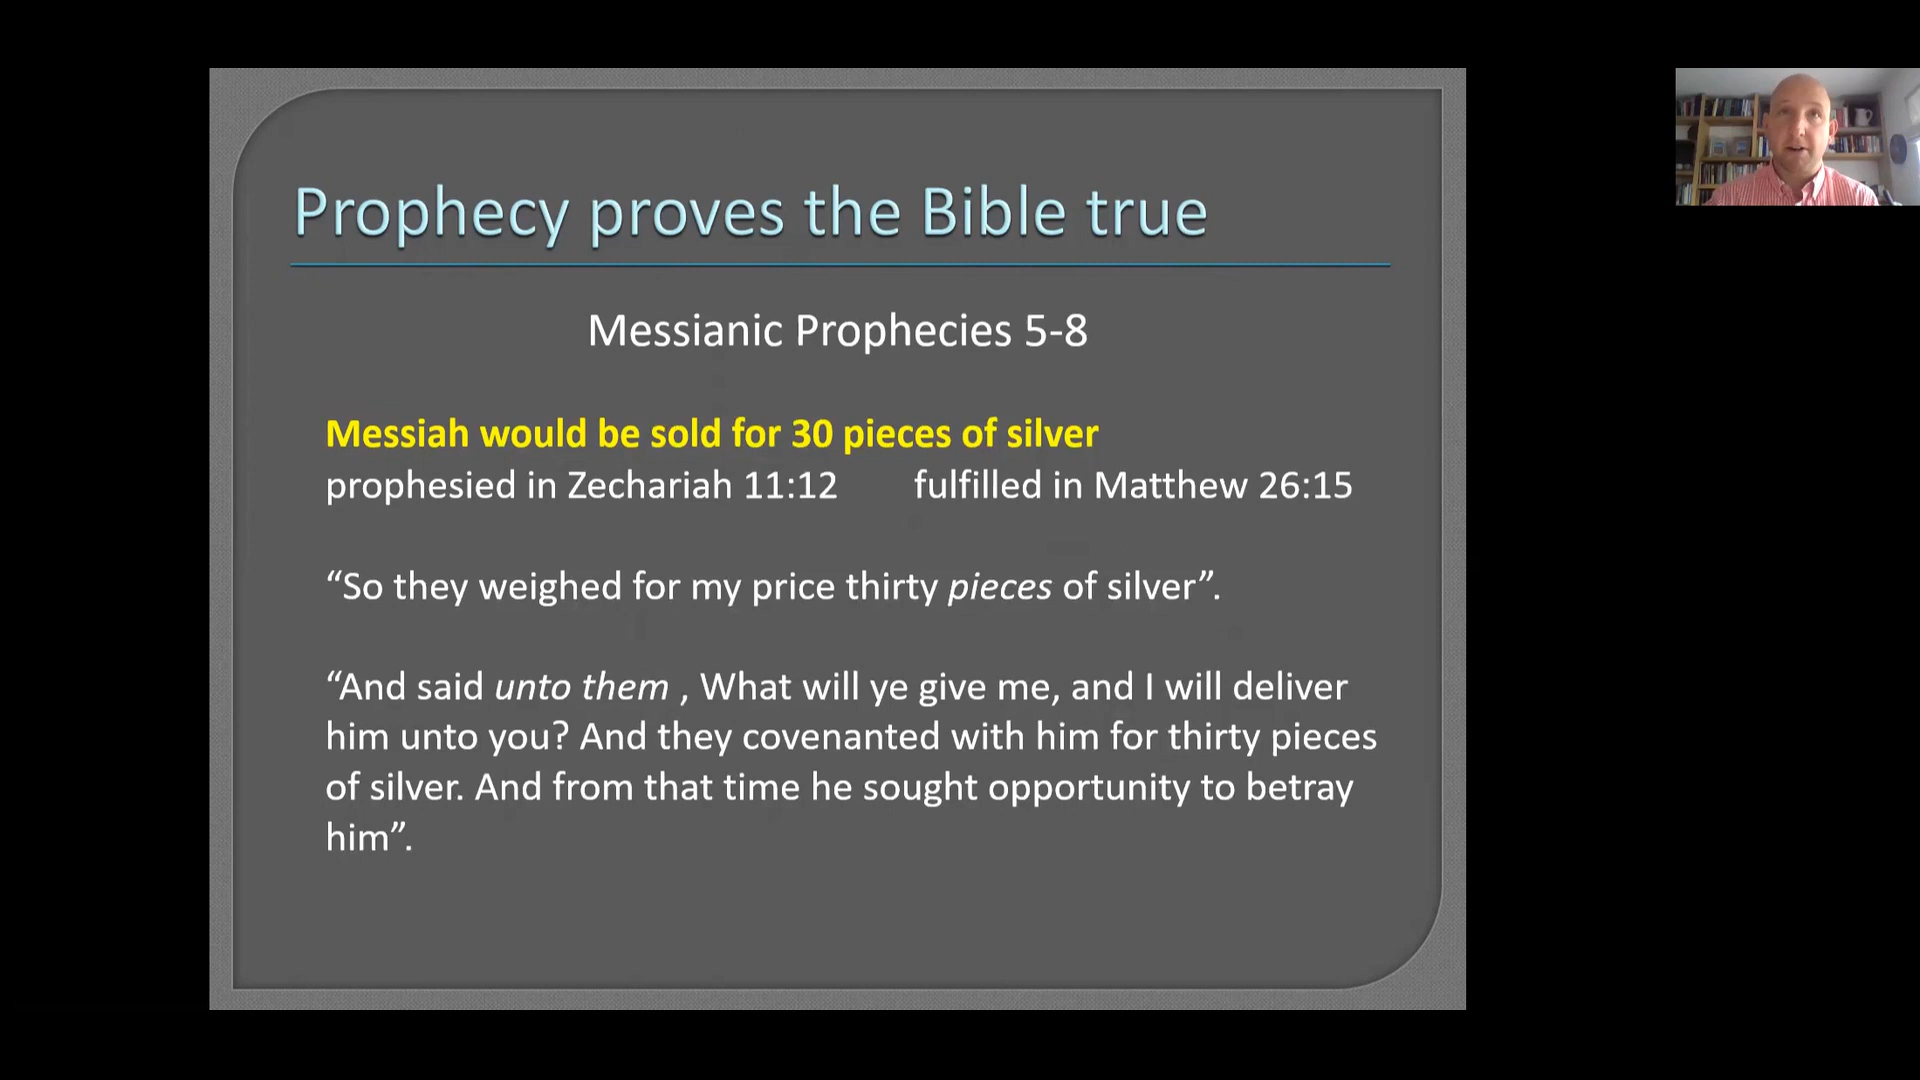 Prophecy proves the Bible true
Messianic Prophecies 5-8
Messiah would be sold for 30 pieces of silver
prophesied in Zechariah 11:12 fulfilled in Matthew 26:15
“So they weighed for my price thirty pieces of silver”.
“And said unto them , What will ye give me, and I will deliver
him unto you? And they covenanted with him for thirty pieces
of silver. And from that time he sought opportunity to betray
him”.